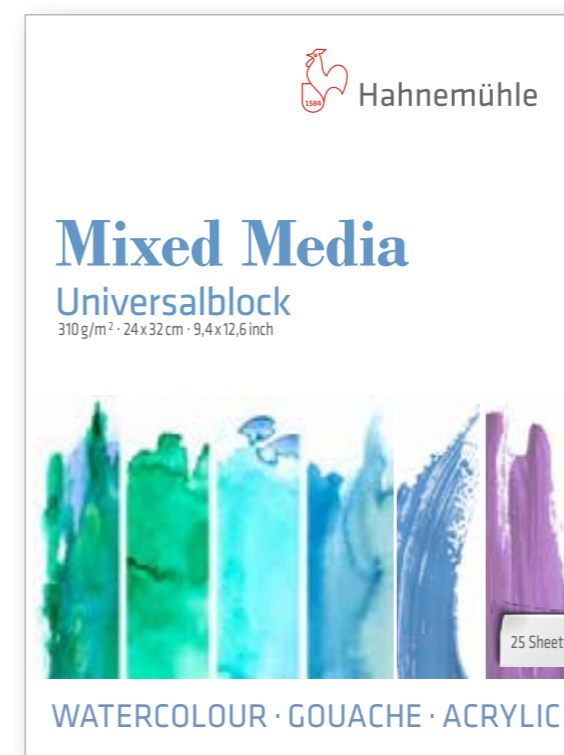 1584
Hahnemühle
Mixed Media
Universalblock
310 g/m² · 24 x 32 cm · 9,4 x 12,6 inch
25 Sheet
WATERCOLOUR · GOUACHE · ACRYLIC